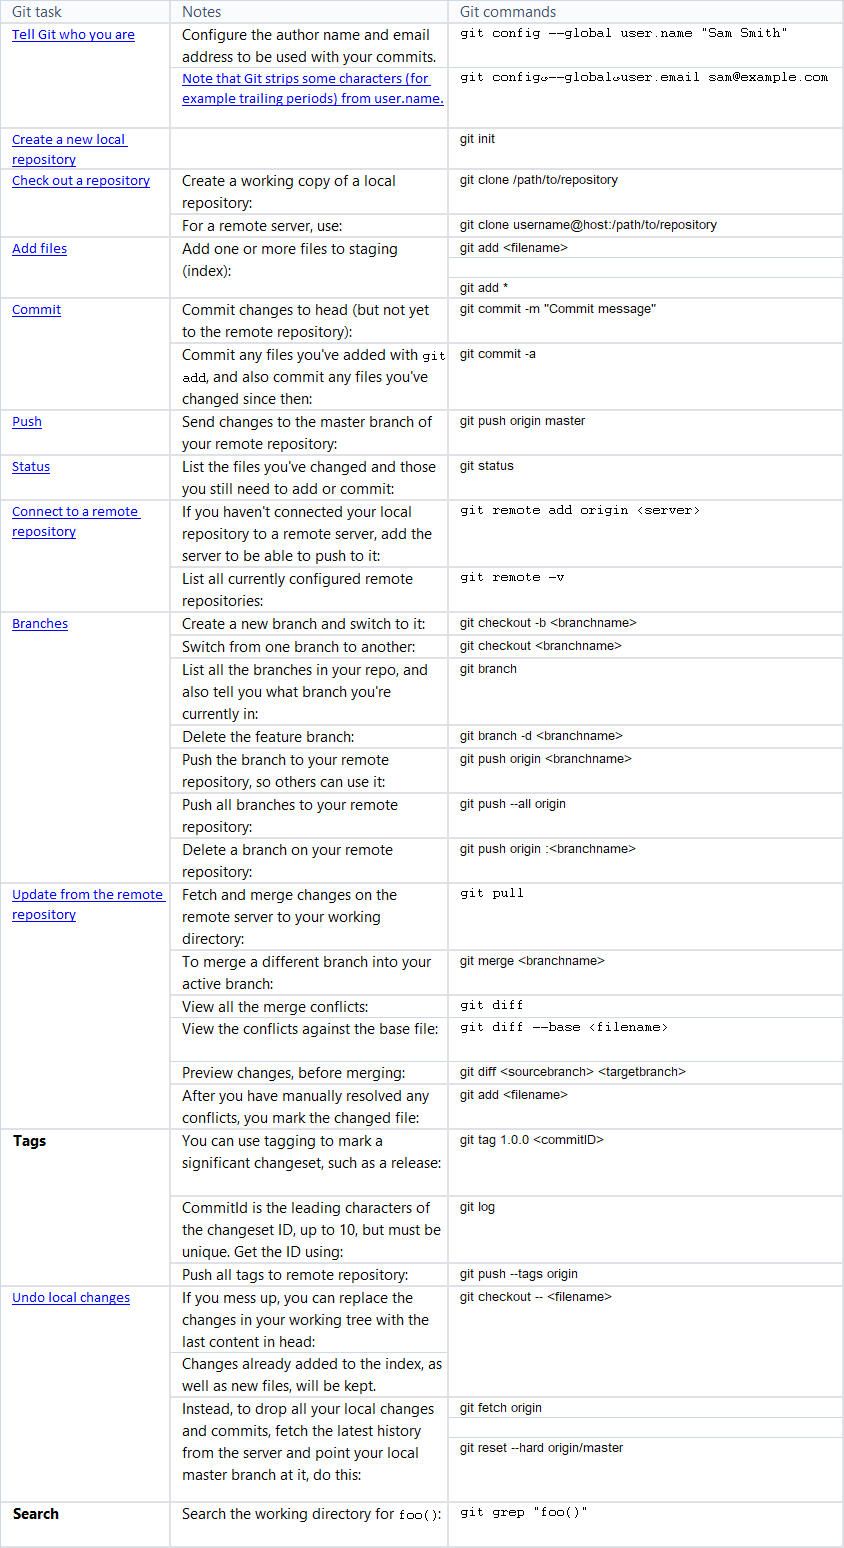 Git task Notes Git commands
Tell Git who you are Configure the author name and email git config --global user.name "Sam Smith"
address to be used with your commits.
Note that Git strips some characters (for git config --global user.email sam@example.com
example trailing periods) from user.name.
Create a new local git init
repository
Check out a repository Create a working copy of a local git clone /path/to/repository
repository:
For a remote server, use: git clone username@host:/path/to/repository
Add files Add one or more files to staging git add <filename>
(index):
git add *
Commit Commit changes to head (but not yet git commit -m "Commit message"
to the remote repository):
Commit any files you've added with git git commit -a
add, and also commit any files you've
changed since then:
Push Send changes to the master branch of git push origin master
your remote repository:
Status List the files you've changed and those git status
you still need to add or commit:
Connect to a remote If you haven't connected your local git remote add origin <server>
repository repository to a remote server, add the
server to be able to push to it:
List all currently configured remote git remote -v
repositories:
Branches Create a new branch and switch to it: git checkout -b <branchname>
Switch from one branch to another: git checkout <branchname>
List all the branches in your repo, and git branch
also tell you what branch you're
currently in:
Delete the feature branch: git branch -d <branchname>
Push the branch to your remote git push origin <branchname>
repository, so others can use it:
Push all branches to your remote git push --all origin
repository:
Delete a branch on your remote git push origin :<branchname>
repository:
Update from the remote Fetch and merge changes on the git pull
repository remote server to your working
directory:
To merge a different branch into your git merge <branchname>
active branch:
View all the merge conflicts: git diff
View the conflicts against the base file: git diff --base <filename>
Preview changes, before merging: git diff <sourcebranch> <targetbranch>
After you have manually resolved any git add <filename>
conflicts, you mark the changed file:
Tags You can use tagging to mark a git tag 1.0.0 <commitID>
significant changeset, such as a release:
CommitId is the leading characters of git log
the changeset ID, up to 10, but must be
unique. Get the ID using:
Push all tags to remote repository: git push --tags origin
Undo local changes If you mess up, you can replace the git checkout -- <filename>
changes in your working tree with the
last content in head:
Changes already added to the index, as
well as new files, will be kept.
Instead, to drop all your local changes git fetch origin
and commits, fetch the latest history
from the server and point your local git reset --hard origin/master
master branch at it, do this:
Search Search the working directory for foo(): git grep "foo()"